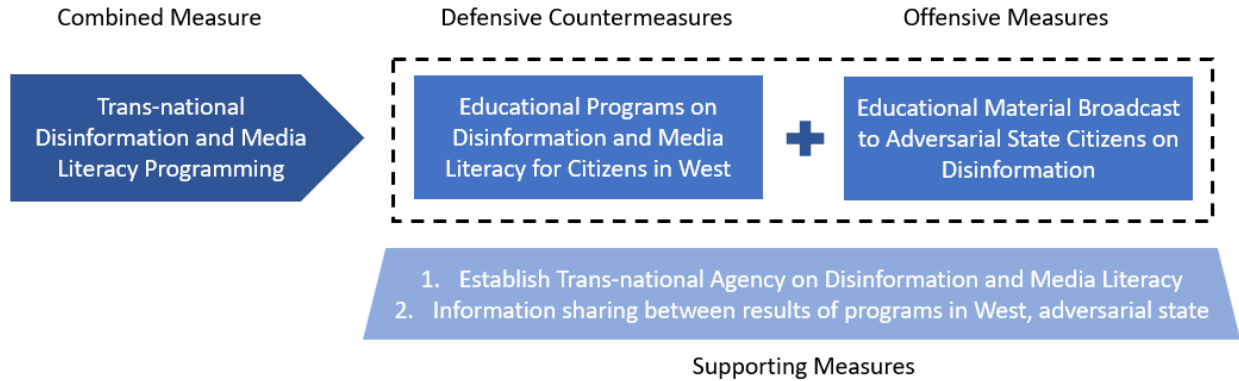 Combined Measure
Defensive Countermeasures
Offensive Measures
Trans-national
Disinformation and Media
Literacy Programming
Educational Programs on
Disinformation and Media
Literacy for Citizens in West
Educational Material Broadcast
to Adversarial State Citizens on
Disinformation
1. Establish Trans-national Agency on Disinformation and Media Literacy
2. Information sharing between results of programs in West, adversarial state
Supporting Measures